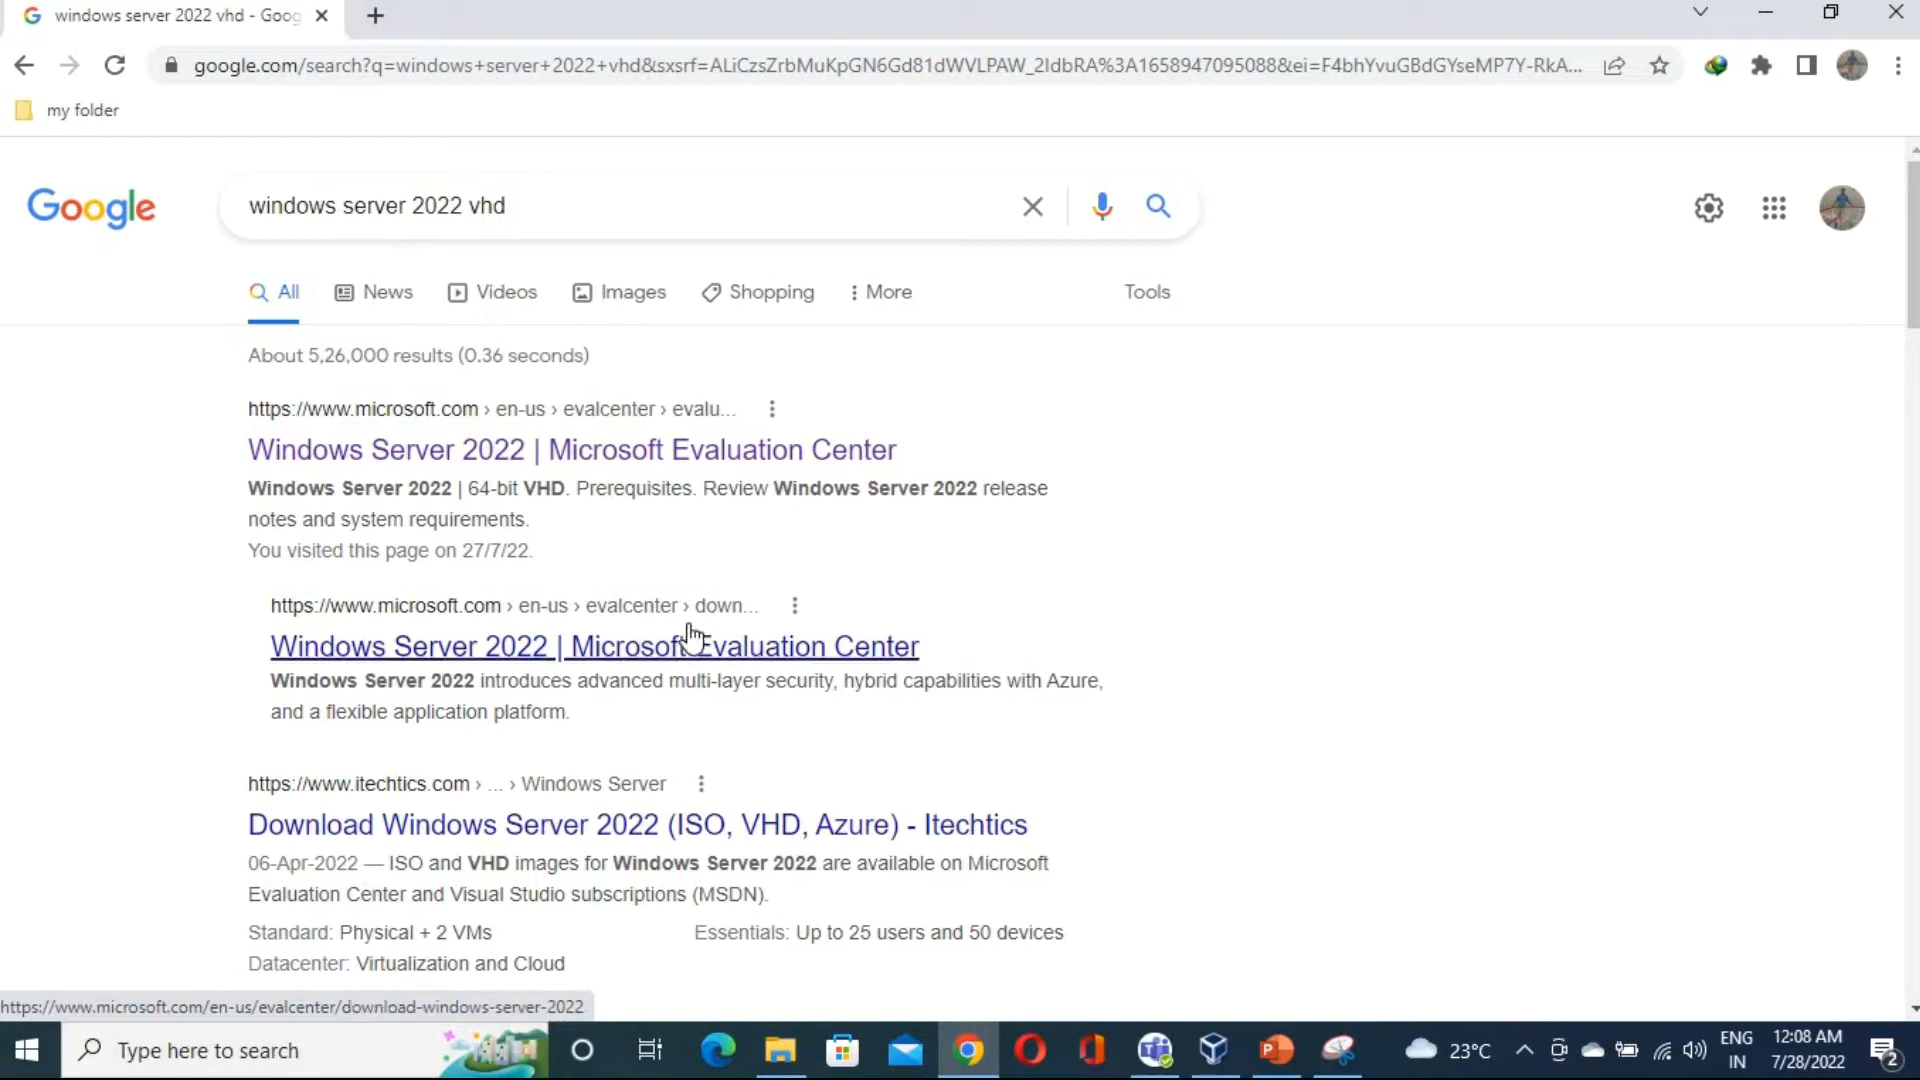 windows server 2022 vhd - Goog
google.com/search?q=windows+server+2022+vhd&sxsrf=ALiCzsZrbMuKpGN6Gd81dWVLPAW_2IdbRA%3A1658947095088&ei=F4bhYvuGBdGYseMP7Y-RkA...
my folder
Google
windows server 2022 vhd
All News Videos Images Shopping More Tools
About 5,26,000 results (0.36 seconds)
https://www.microsoft.com › en-us › evalcenter › evalu...
Windows Server 2022 | Microsoft Evaluation Center
Windows Server 2022 | 64-bit VHD. Prerequisites. Review Windows Server 2022 release
notes and system requirements.
You visited this page on 27/7/22.
https://www.microsoft.com › en-us › evalcenter › down...
Windows Server 2022 | Microsoft Evaluation Center
Windows Server 2022 introduces advanced multi-layer security, hybrid capabilities with Azure,
and a flexible application platform.
https://www.itechtics.com › ... › Windows Server
Download Windows Server 2022 (ISO, VHD, Azure) - Itechtics
06-Apr-2022 — ISO and VHD images for Windows Server 2022 are available on Microsoft
Evaluation Center and Visual Studio subscriptions (MSDN).
Standard: Physical + 2 VMs Essentials: Up to 25 users and 50 devices
Datacenter: Virtualization and Cloud
https://www.microsoft.com/en-us/evalcenter/download-windows-server-2022
Type here to search
23°C
ENG
IN
12:08 AM
7/28/2022
2